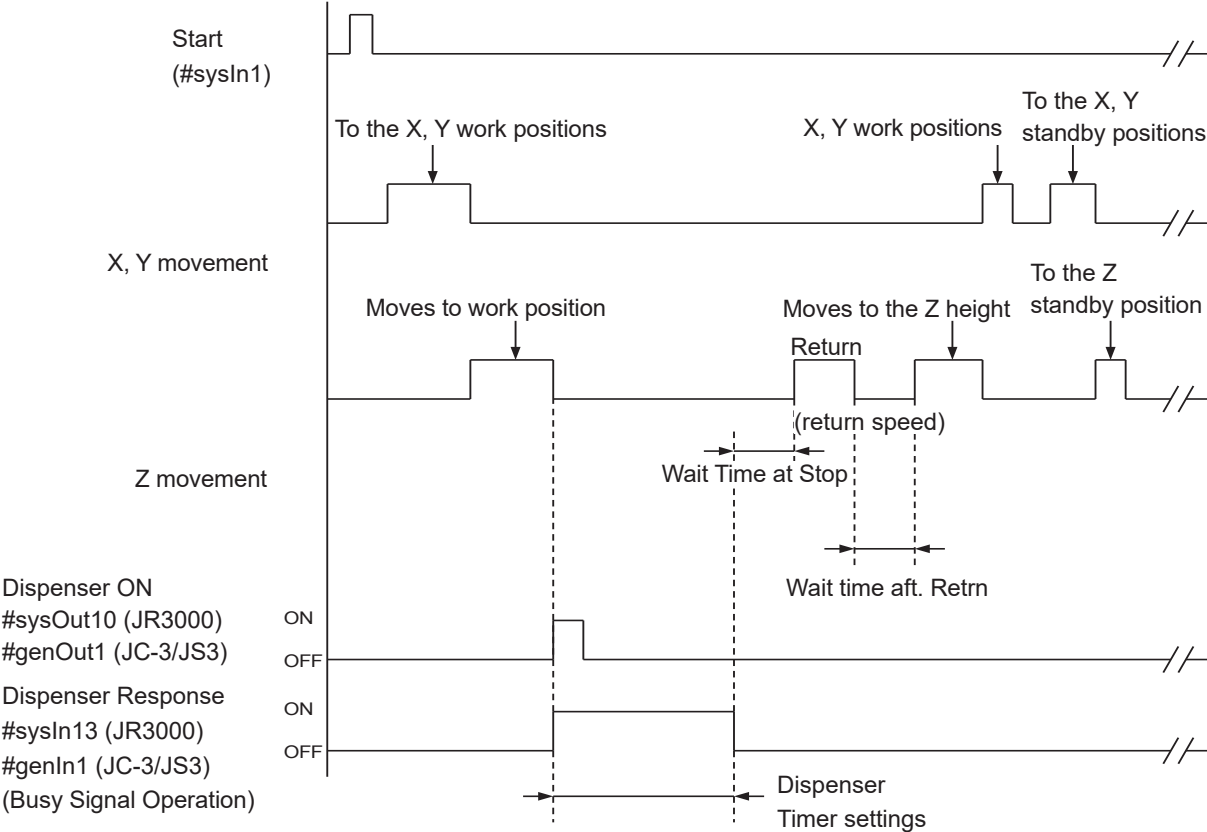 Start
(#sysIn1)
To the X, Y work positions
X, Y work positions
To the X, Y
standby positions
X, Y movement
To the Z
standby position
Moves to work position
Moves to the Z height
Return
(return speed)
Wait Time at Stop
Z movement
Wait time aft. Retrn
Dispenser ON
#sysOut10 (JR3000)
ON
#genOut1 (JC-3/JS3)
OFF
Dispenser Response
#sysIn13 (JR3000)
ON
#genIn1 (JC-3/JS3)
OFF
(Busy Signal Operation)
Dispenser
Timer settings